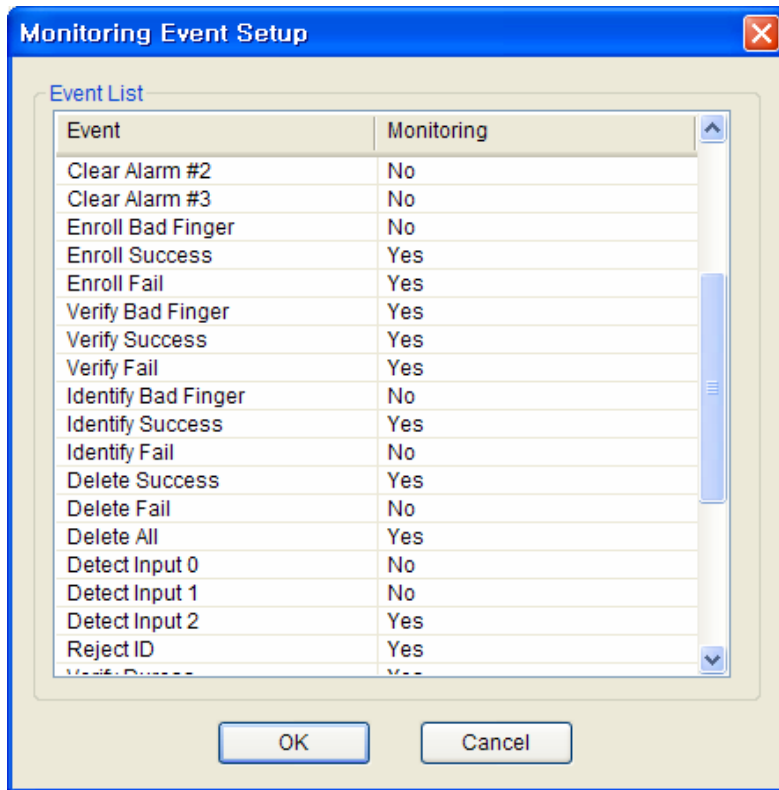 Monitoring Event Setup
Event List
Event Monitoring
Clear Alarm #2 No
Clear Alarm #3 No
Enroll Bad Finger No
Enroll Success Yes
Enroll Fail Yes
Verify Bad Finger Yes
Verify Success Yes
Verify Fail Yes
Identify Bad Finger No
Identify Success Yes
Identify Fail No
Delete Success Yes
Delete Fail No
Delete All Yes
Detect Input 0 No
Detect Input 1 No
Detect Input 2 Yes
Reject ID Yes
Verify Duress Yes
OK Cancel